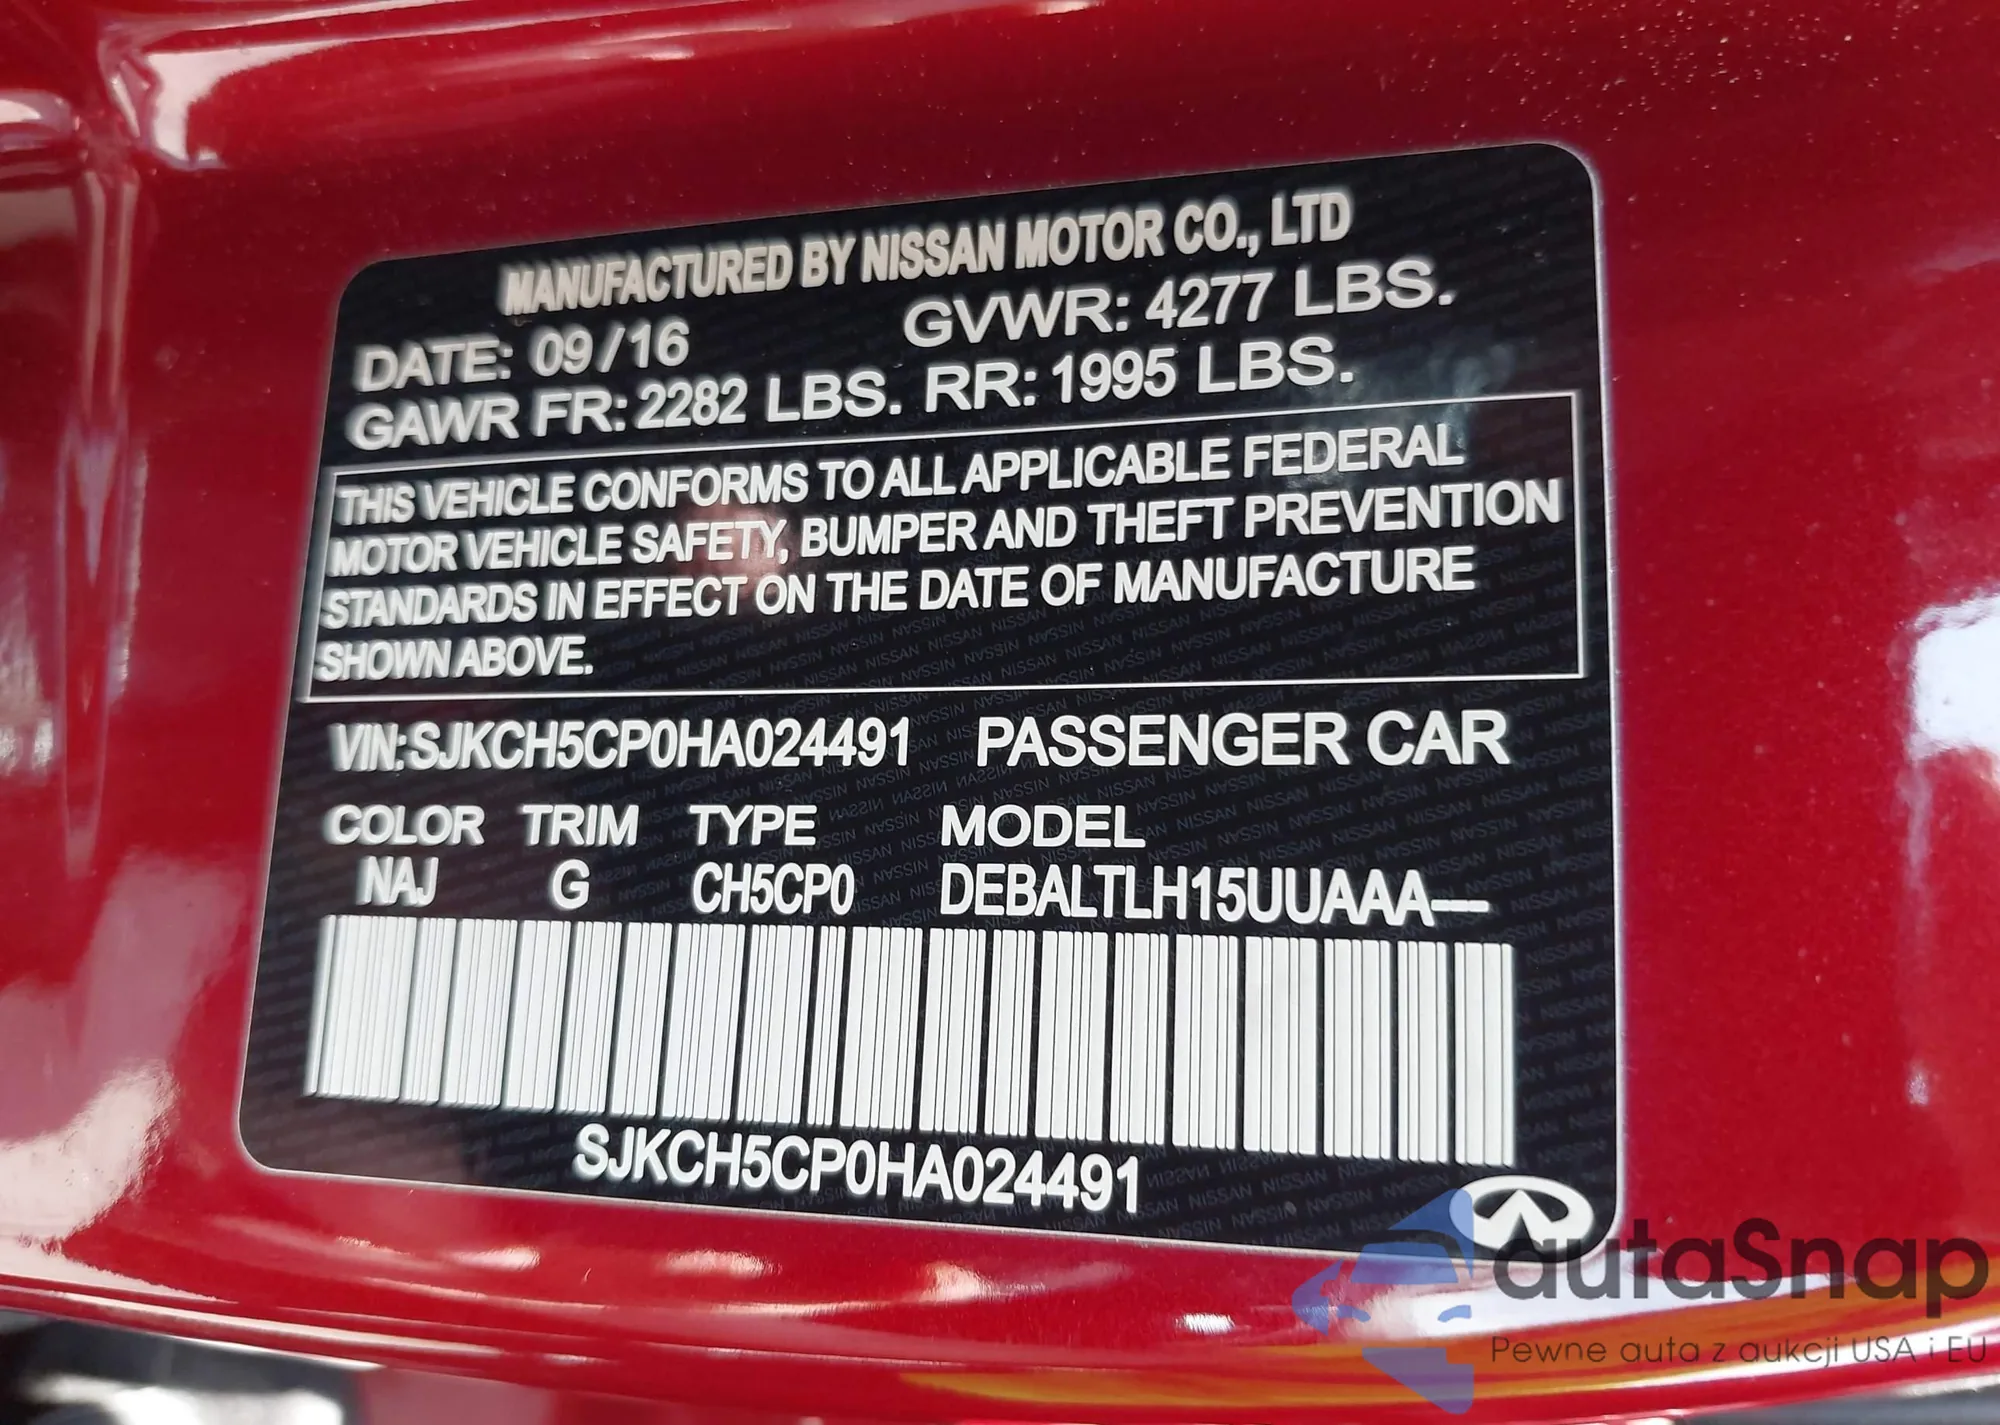 MANUFACTURED BY NISSAN MOTOR CO., LTD
DATE: 09/16 GVWR: 4277 LBS.
GAWR FR: 2282 LBS. RR: 1995 LBS.
THIS VEHICLE CONFORMS TO ALL APPLICABLE FEDERAL
MOTOR VEHICLE SAFETY, BUMPER AND THEFT PREVENTION
STANDARDS IN EFFECT ON THE DATE OF MANUFACTURE
SHOWN ABOVE.
VIN:SJKCH5CP0HA024491 PASSENGER CAR
COLOR TRIM TYPE MODEL
NAJ G CH5CP0 DEBALTLH15UUAAA—
SJKCH5CP0HA024491
autaSnap
Pewne auta z aukcji USA i EU